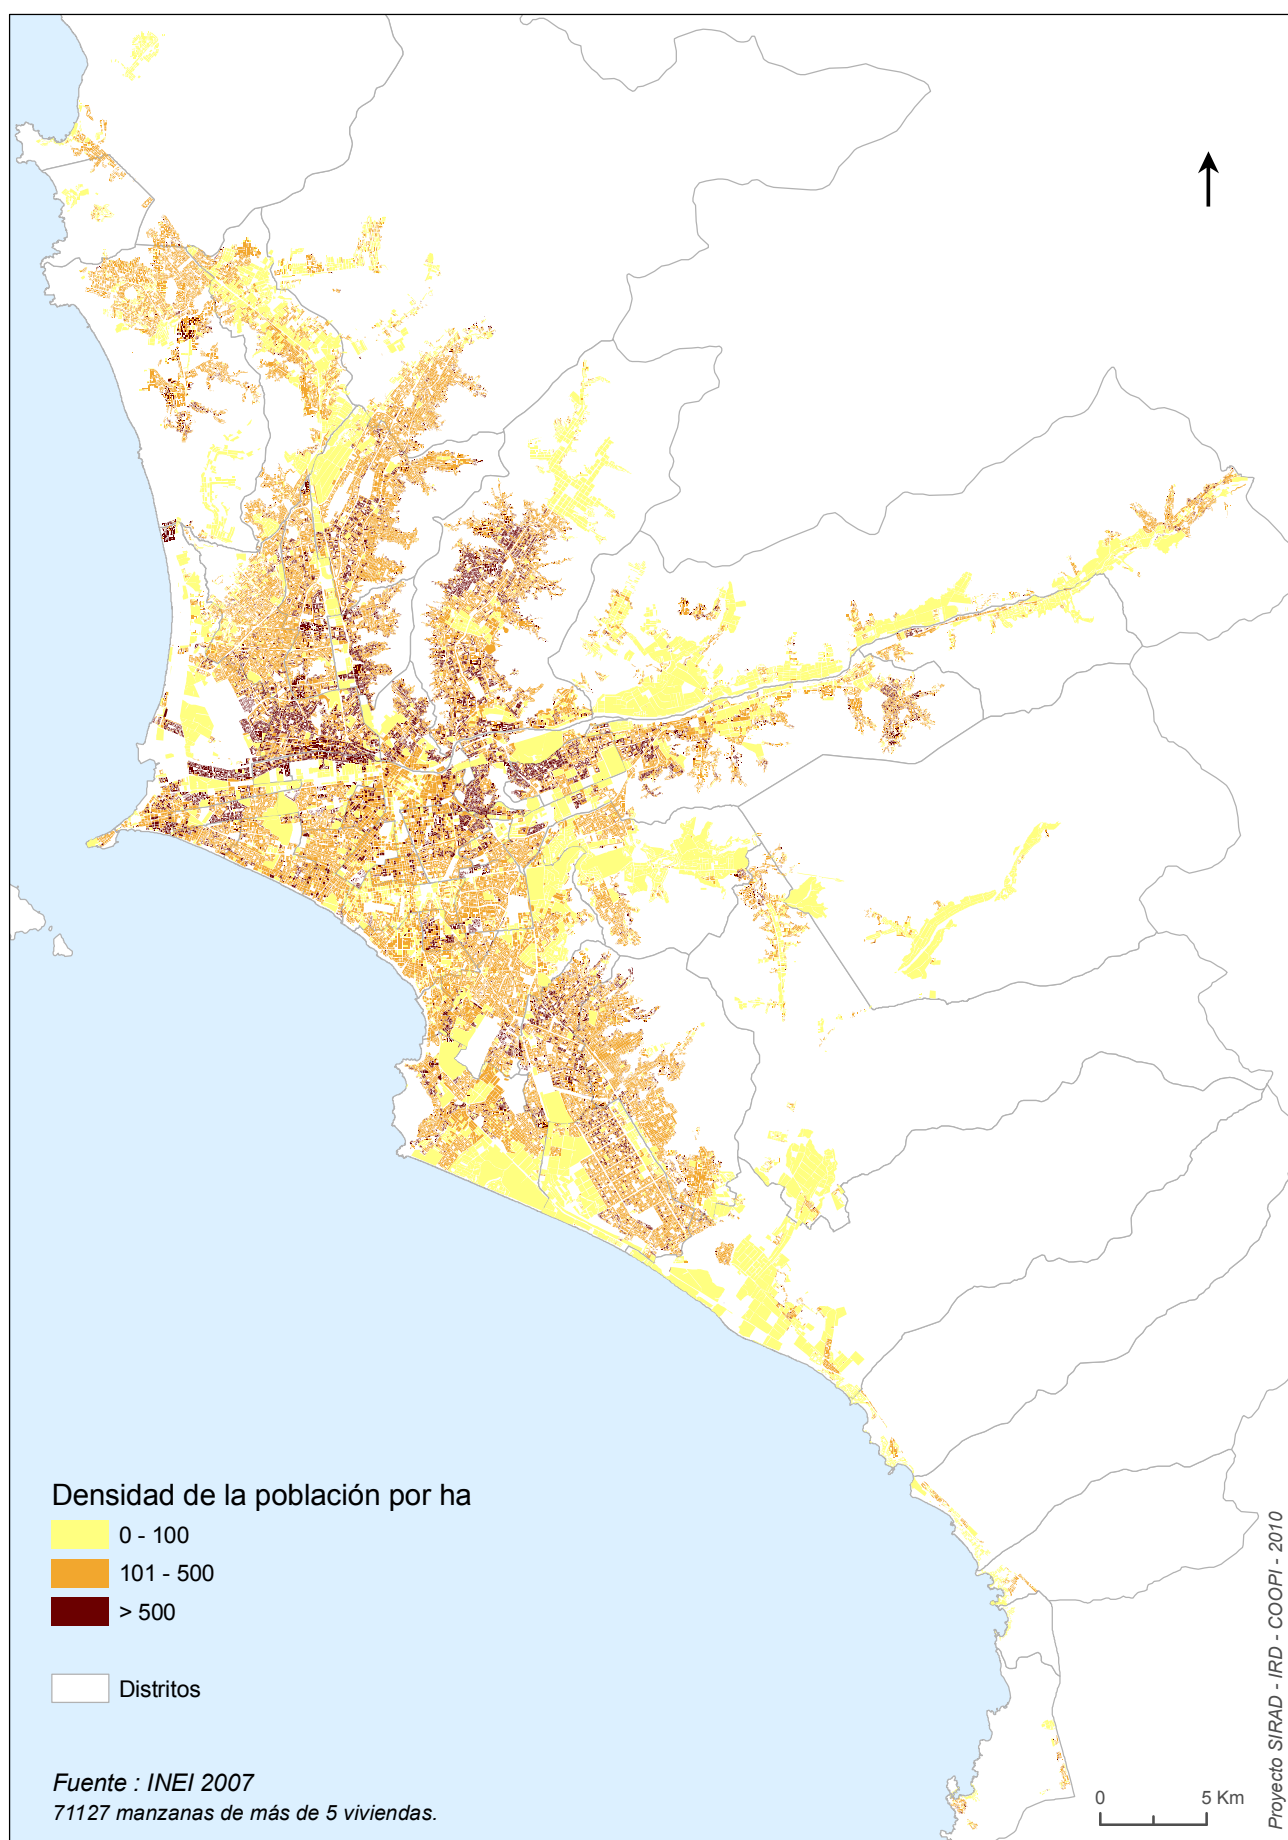 Densidad de la población por ha
0 - 100
101 - 500
> 500
Distritos
Fuente : INEI 2007
71127 manzanas de más de 5 viviendas.
0 5 Km
Proyecto SIRAD - IRD - COOPI - 2010